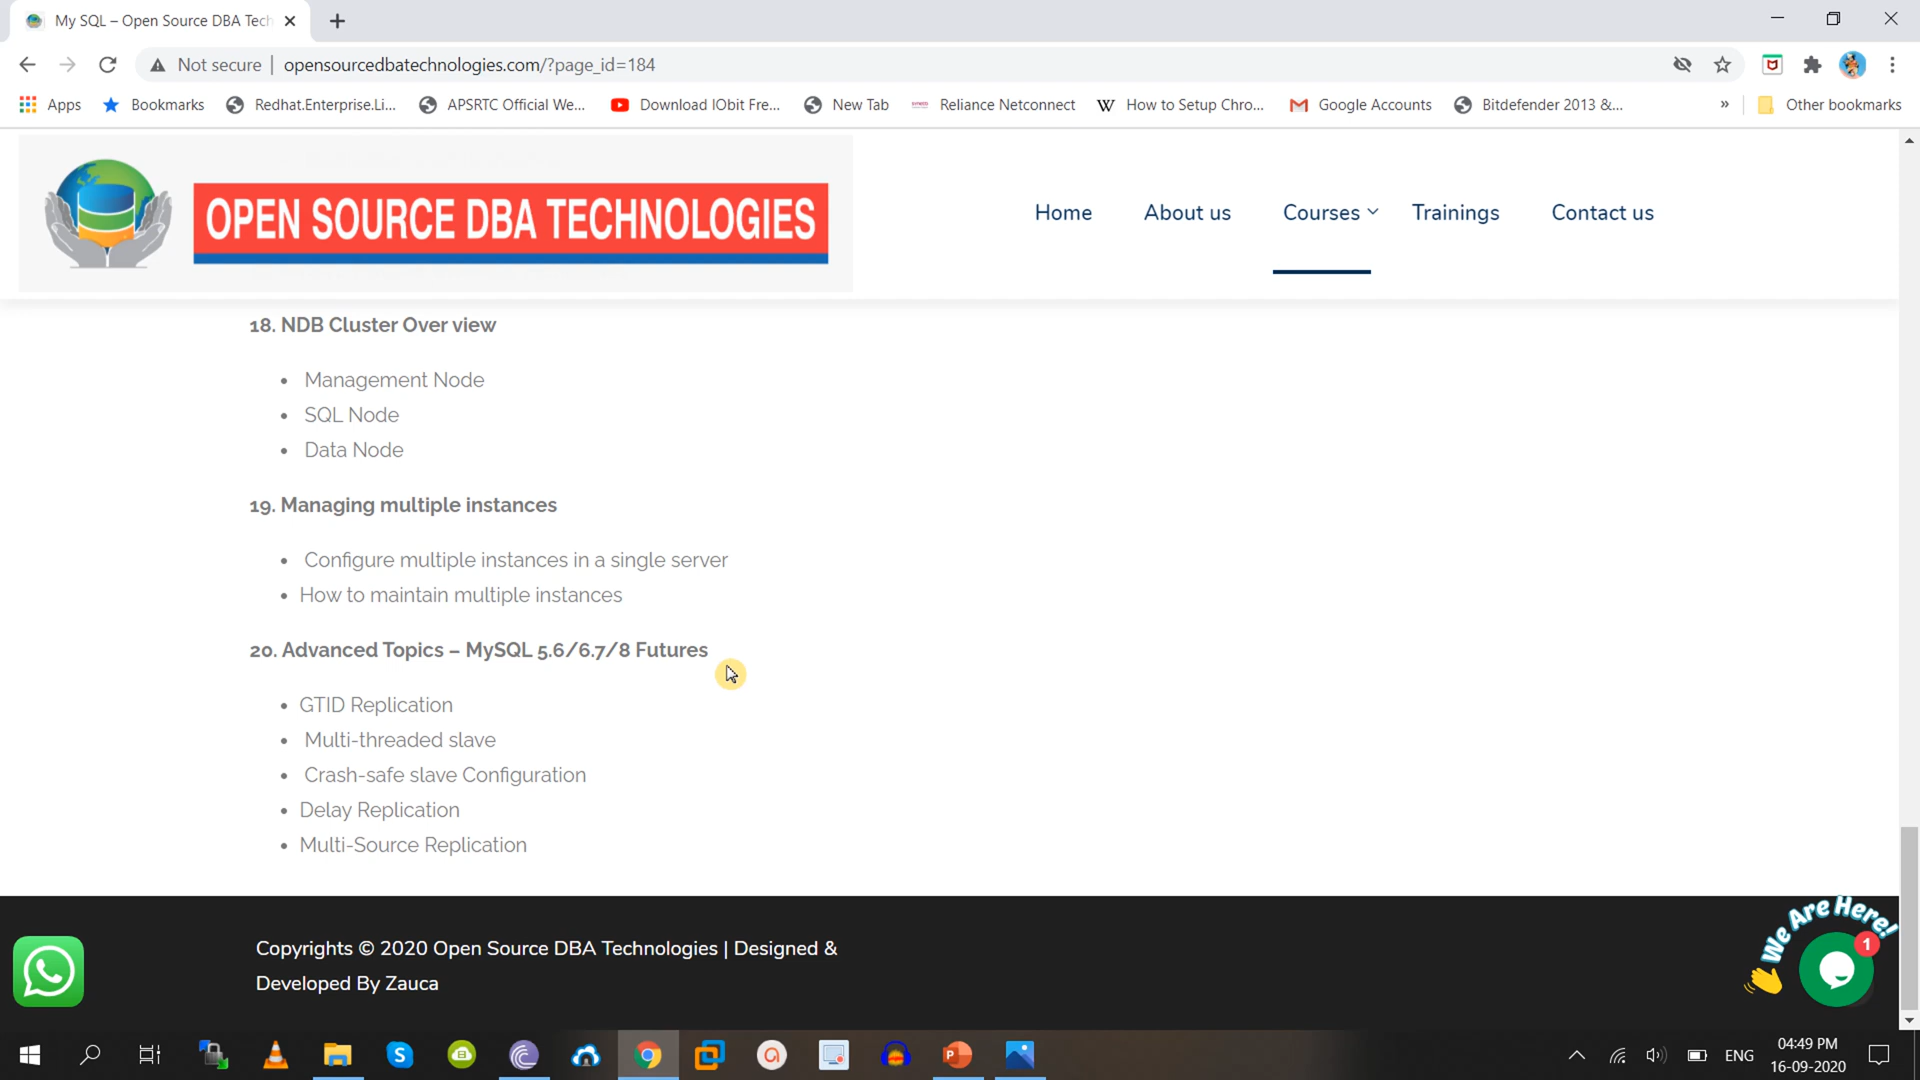 My SQL – Open Source DBA Tech
Not secure
opensourcedbatechnologies.com/?page_id=184
Apps
Bookmarks
Redhat.Enterprise.Li...
APSRTC Official We...
Download IObit Fre...
New Tab
Reliance Netconnect
W
How to Setup Chro...
Google Accounts
Bitdefender 2013 &...
»
Other bookmarks
OPEN SOURCE DBA TECHNOLOGIES
Home
About us
Courses
Trainings
Contact us
18. NDB Cluster Over view
• Management Node
• SQL Node
• Data Node
19. Managing multiple instances
• Configure multiple instances in a single server
• How to maintain multiple instances
20. Advanced Topics – MySQL 5.6/6.7/8 Futures
• GTID Replication
• Multi-threaded slave
• Crash-safe slave Configuration
• Delay Replication
• Multi-Source Replication
Copyrights © 2020 Open Source DBA Technologies | Designed &
Developed By Zauca
We Are Here!
1
ENG
04:49 PM
16-09-2020